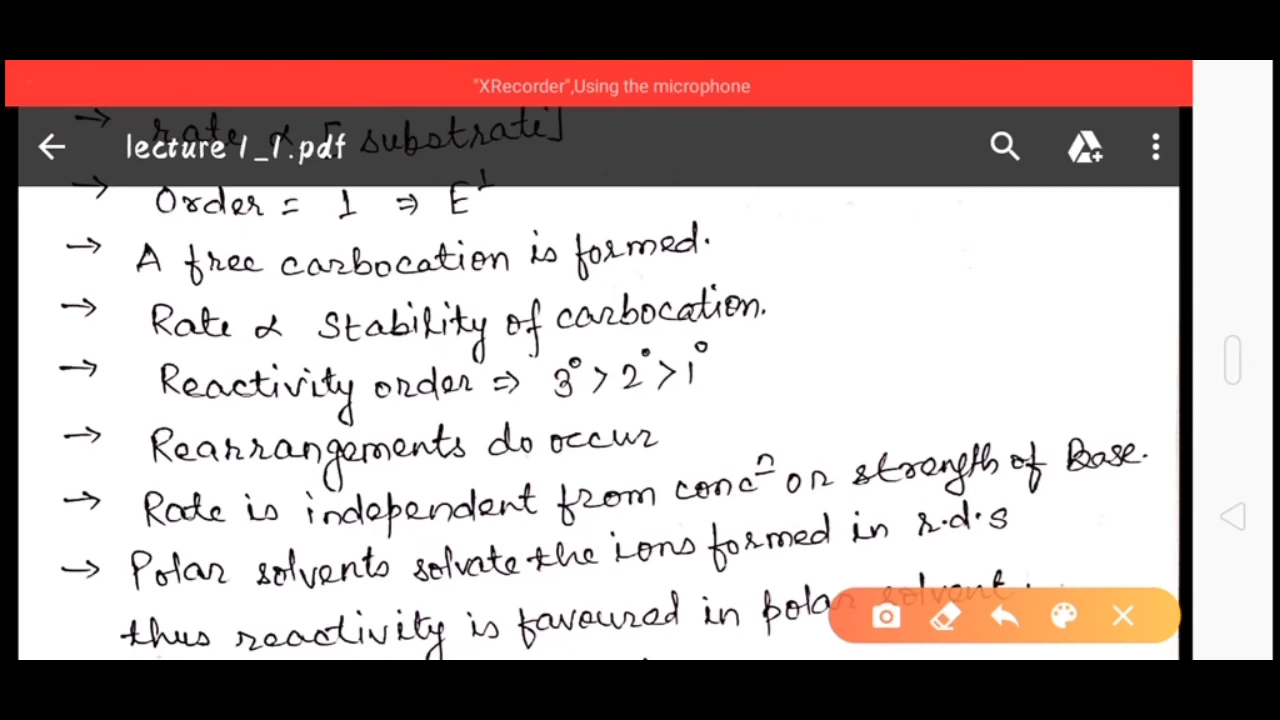 "XRecorder",Using the microphone
→ rate ∝ [substrate]
lecture 1_1.pdf
→ Order = 1 ⇒ E¹
→ A free carbocation is formed.
→ Rate ∝ Stability of carbocation.
→ Reactivity order ⇒ 3° > 2° > 1°
→ Rearrangements do occur
→ Rate is independent from concⁿ or strength of Base.
→ Polar solvents solvate the ions formed in r.d.s
thus reactivity is favoured in polar solvent.